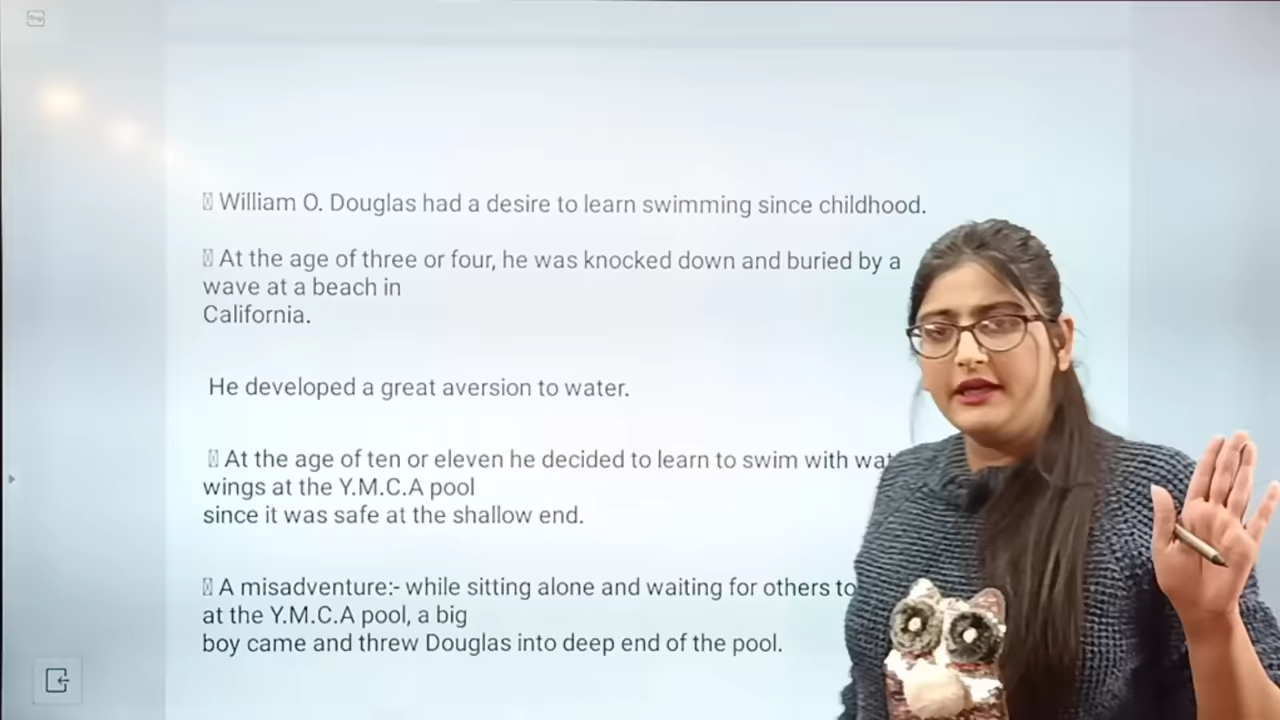 William O. Douglas had a desire to learn swimming since childhood.
At the age of three or four, he was knocked down and buried by a
wave at a beach in
California.
He developed a great aversion to water.
At the age of ten or eleven he decided to learn to swim with
wings at the Y.M.C.A pool
since it was safe at the shallow end.
A misadventure:- while sitting alone and waiting for others to
at the Y.M.C.A pool, a big
boy came and threw Douglas into deep end of the pool.